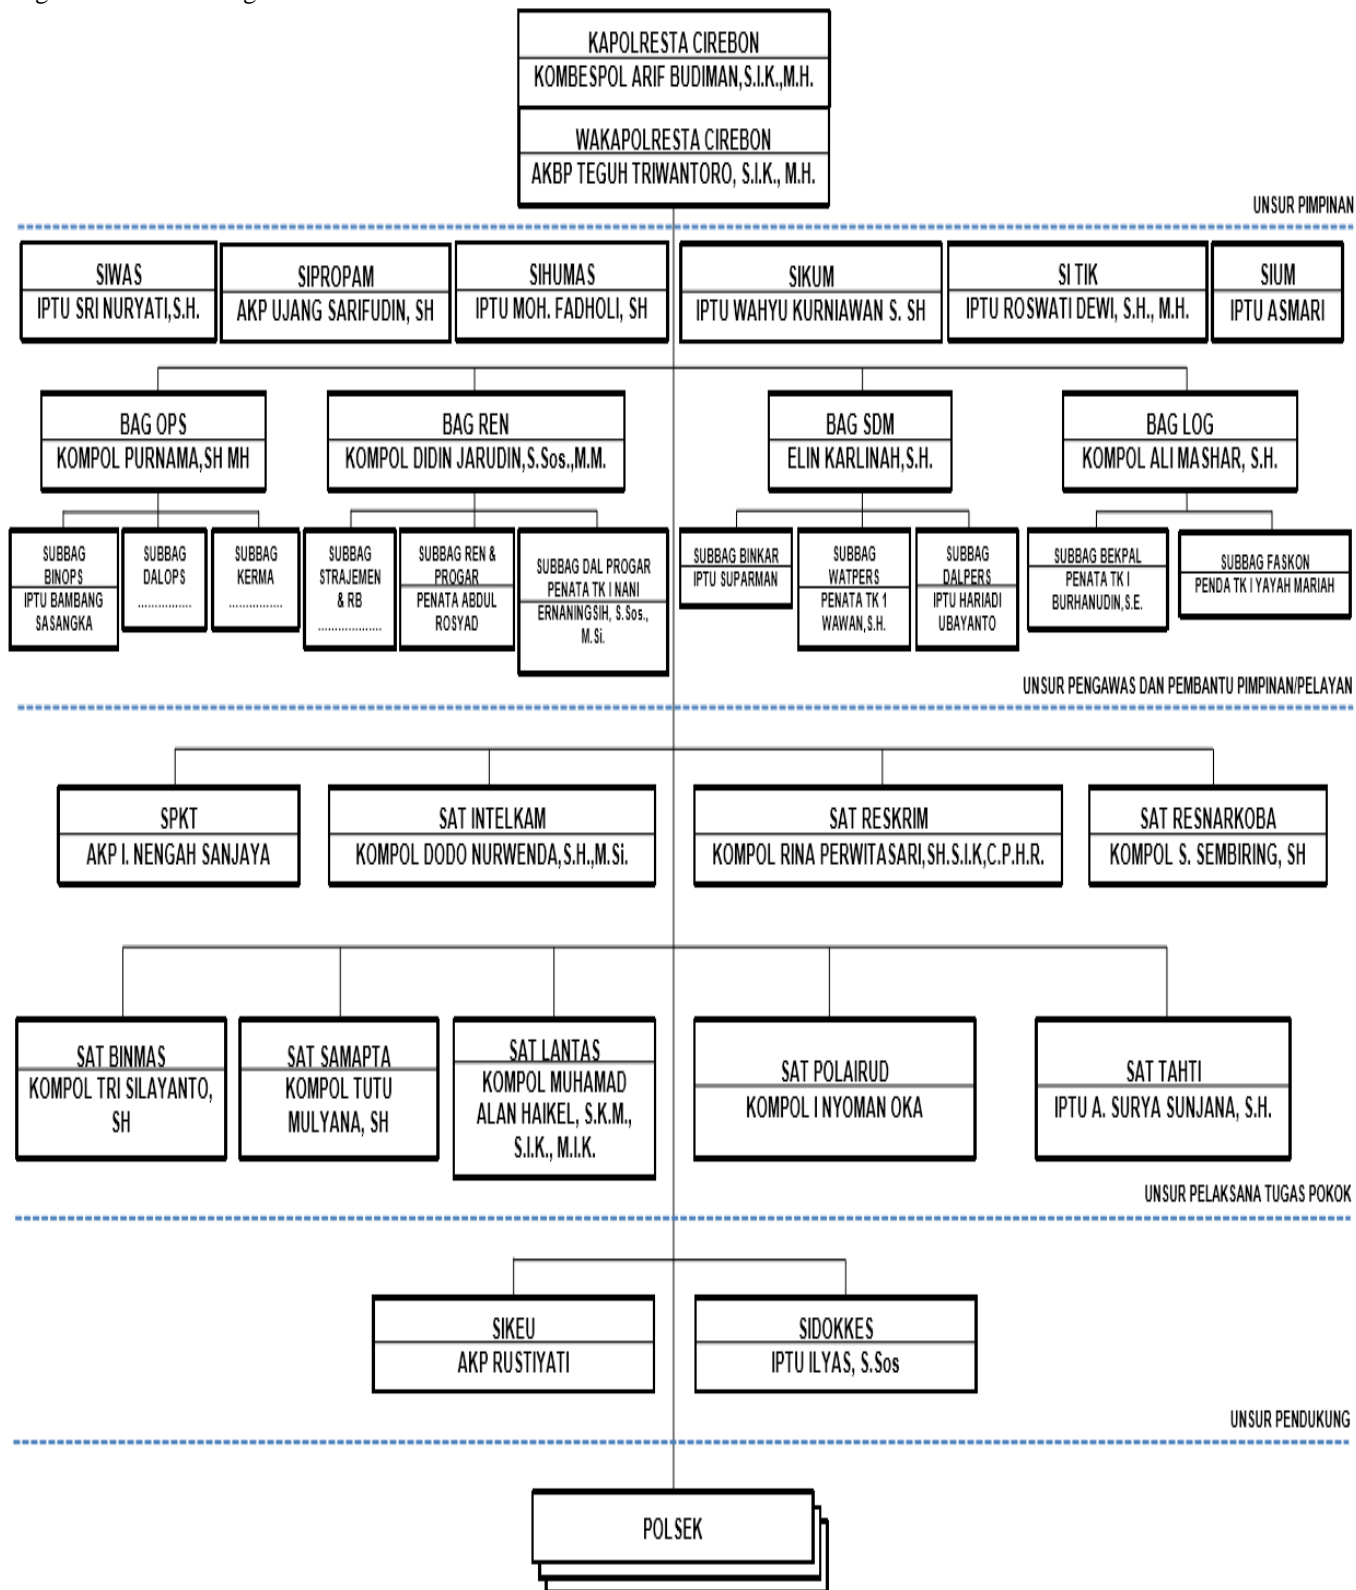 KAPOLRESTA CIREBON
KOMBESPOL ARIF BUDIMAN,S.I.K.,M.H.
WAKAPOLRESTA CIREBON
AKBP TEGUH TRIWANTORO, S.I.K., M.H.
UNSUR PIMPINAN
SIWAS
IPTU SRI NURYATI,S.H.
SIPROPAM
AKP UJANG SARIFUDIN, SH
SIHUMAS
IPTU MOH. FADHOLI, SH
SIKUM
IPTU WAHYU KURNIAWAN S. SH
SI TIK
IPTU ROSWATI DEWI, S.H., M.H.
SIUM
IPTU ASMARI
BAG OPS
KOMPOL PURNAMA,SH MH
BAG REN
KOMPOL DIDIN JARUDIN,S.Sos.,M.M.
BAG SDM
ELIN KARLINAH,S.H.
BAG LOG
KOMPOL ALI MASHAR, S.H.
SUBBAG
BINOPS
IPTU BAMBANG
SASANGKA
SUBBAG
DALOPS
................
SUBBAG
KERMA
................
SUBBAG
STRAJEMEN
& RB
...................
SUBBAG REN &
PROGAR
PENATA ABDUL
ROSYAD
SUBBAG DAL PROGAR
PENATA TK I NANI
ERNANINGSIH, S.Sos.,
M.Si.
SUBBAG BINKAR
IPTU SUPARMAN
SUBBAG
WATPERS
PENATA TK 1
WAWAN,S.H.
SUBBAG
DALPERS
IPTU HARIADI
UBAYANTO
SUBBAG BEKPAL
PENATA TK I
BURHANUDIN,S.E.
SUBBAG FASKON
PENDA TK I YAYAH MARIAH
UNSUR PENGAWAS DAN PEMBANTU PIMPINAN/PELAYAN
SPKT
AKP I. NENGAH SANJAYA
SAT INTELKAM
KOMPOL DODO NURWENDA,S.H.,M.Si.
SAT RESKRIM
KOMPOL RINA PERWITASARI,SH.S.I.K,C.P.H.R.
SAT RESNARKOBA
KOMPOL S. SEMBIRING, SH
SAT BINMAS
KOMPOL TRI SILAYANTO,
SH
SAT SAMAPTA
KOMPOL TUTU
MULYANA, SH
SAT LANTAS
KOMPOL MUHAMAD
ALAN HAIKEL, S.K.M.,
S.I.K., M.I.K.
SAT POLAIRUD
KOMPOL I NYOMAN OKA
SAT TAHTI
IPTU A. SURYA SUNJANA, S.H.
UNSUR PELAKSANA TUGAS POKOK
SIKEU
AKP RUSTIYATI
SIDOKKES
IPTU ILYAS, S.Sos
UNSUR PENDUKUNG
POLSEK